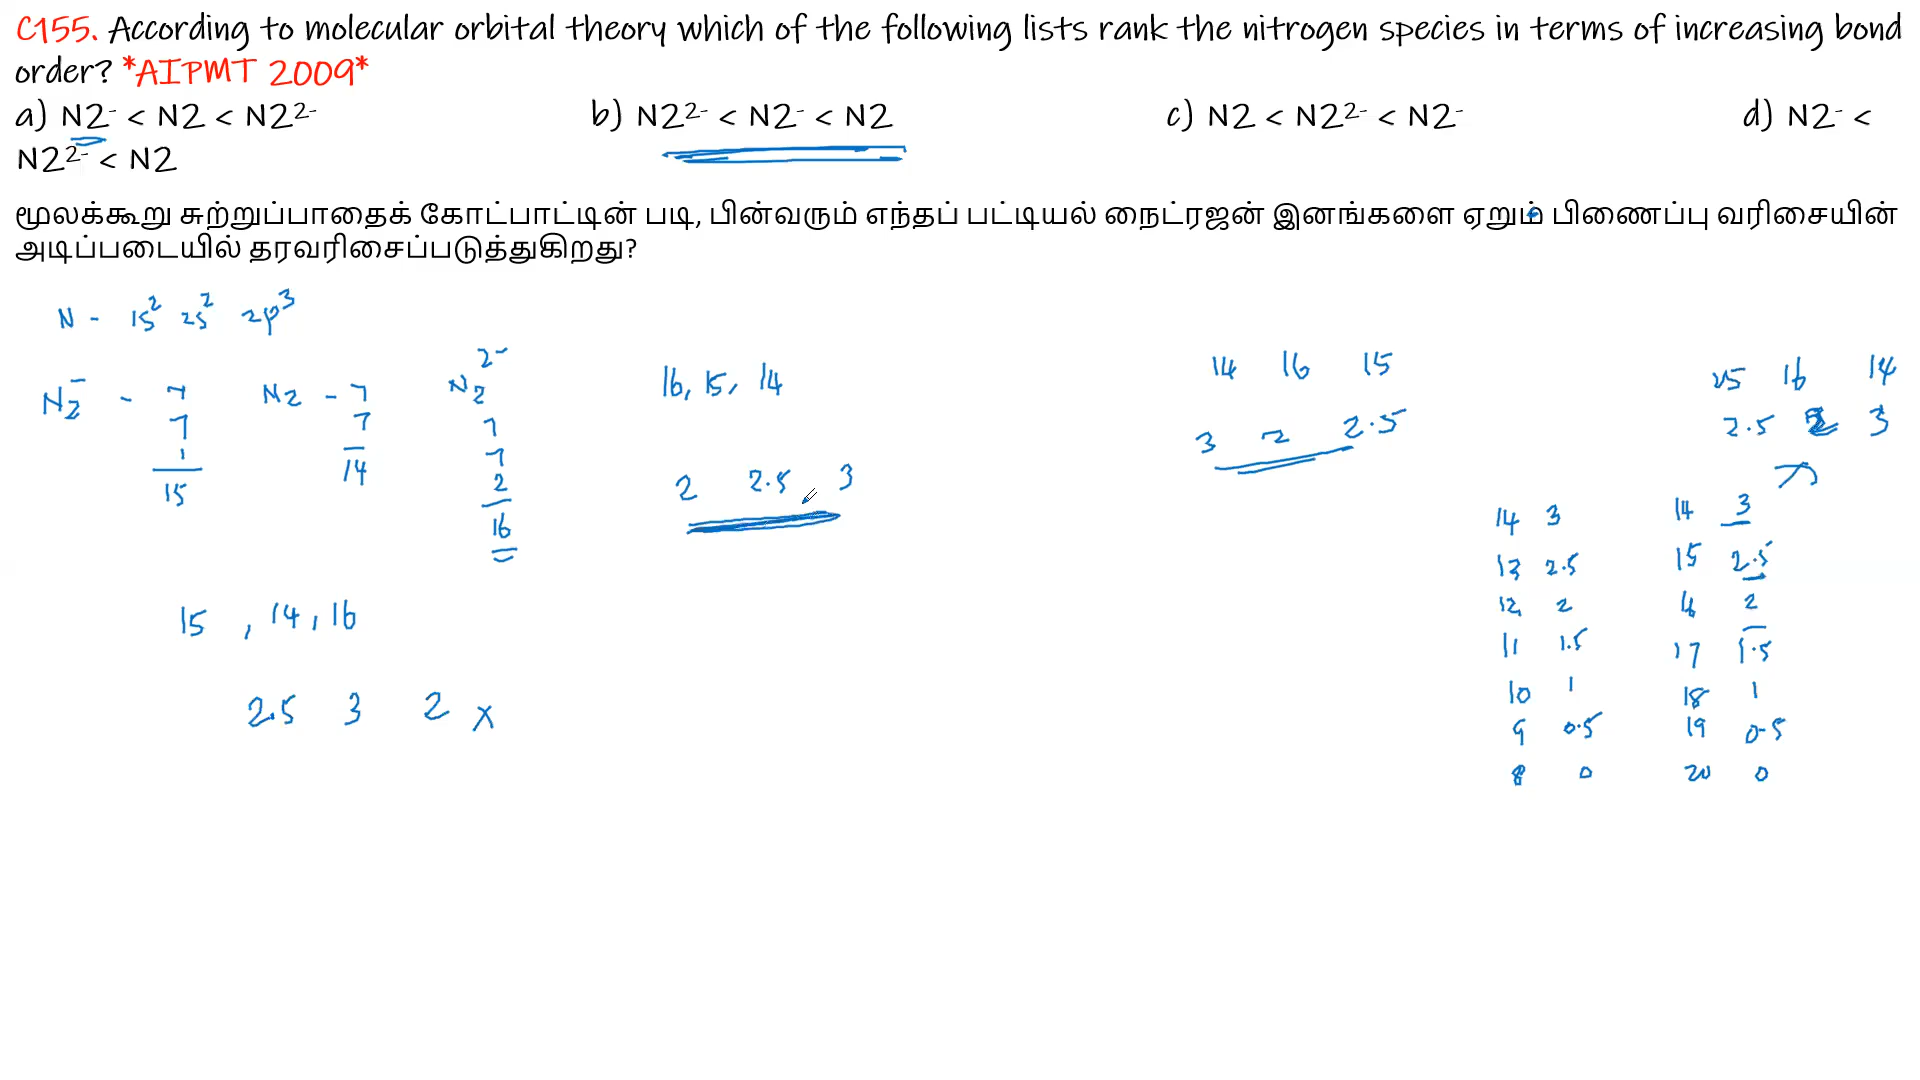 C155. According to molecular orbital theory which of the following lists rank the nitrogen species in terms of increasing bond
order? *AIPMT 2009*
a) N2- < N2 < N22- b) N22- < N2- < N2 c) N2 < N22- < N2- d) N2- <
N22- < N2
மூலக்கூறு சுற்றுப்பாதைக் கோட்பாட்டின் படி, பின்வரும் எந்தப் பட்டியல் நைட்ரஜன் இனங்களை ஏறும் பிணைப்பு வரிசையின்
அடிப்படையில் தரவரிசைப்படுத்துகிறது?
N - 1s² 2s² 2p³
N2⁻ - 7
7
1
15
N2 - 7
7
14
N2²⁻
7
7
2
16
15, 14, 16
2.5 3 2 x
16, 15, 14
2 2.5 3
14 16 15
3 2 2.5
15 16 14
2.5 2 3
14 3
13 2.5
12 2
11 1.5
10 1
9 0.5
8 0
14 3
15 2.5
16 2
17 1.5
18 1
19 0.5
20 0